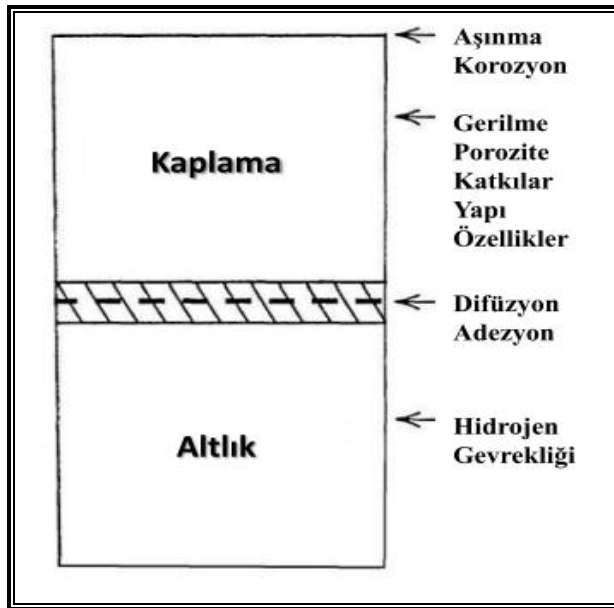 Aşınma
Korozyon
Kaplama
Gerilme
Porozite
Katkılar
Yapı
Özellikler
Difüzyon
Adezyon
Altlık
Hidrojen
Gevrekliği